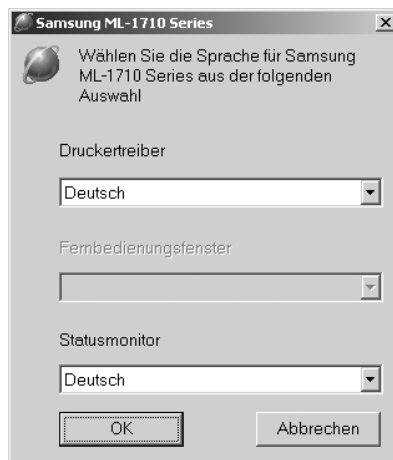 Samsung ML-1710 Series
Wählen Sie die Sprache für Samsung
ML-1710 Series aus der folgenden
Auswahl
Druckertreiber
Deutsch
Fernbedienungsfenster
Statusmonitor
Deutsch
OK
Abbrechen